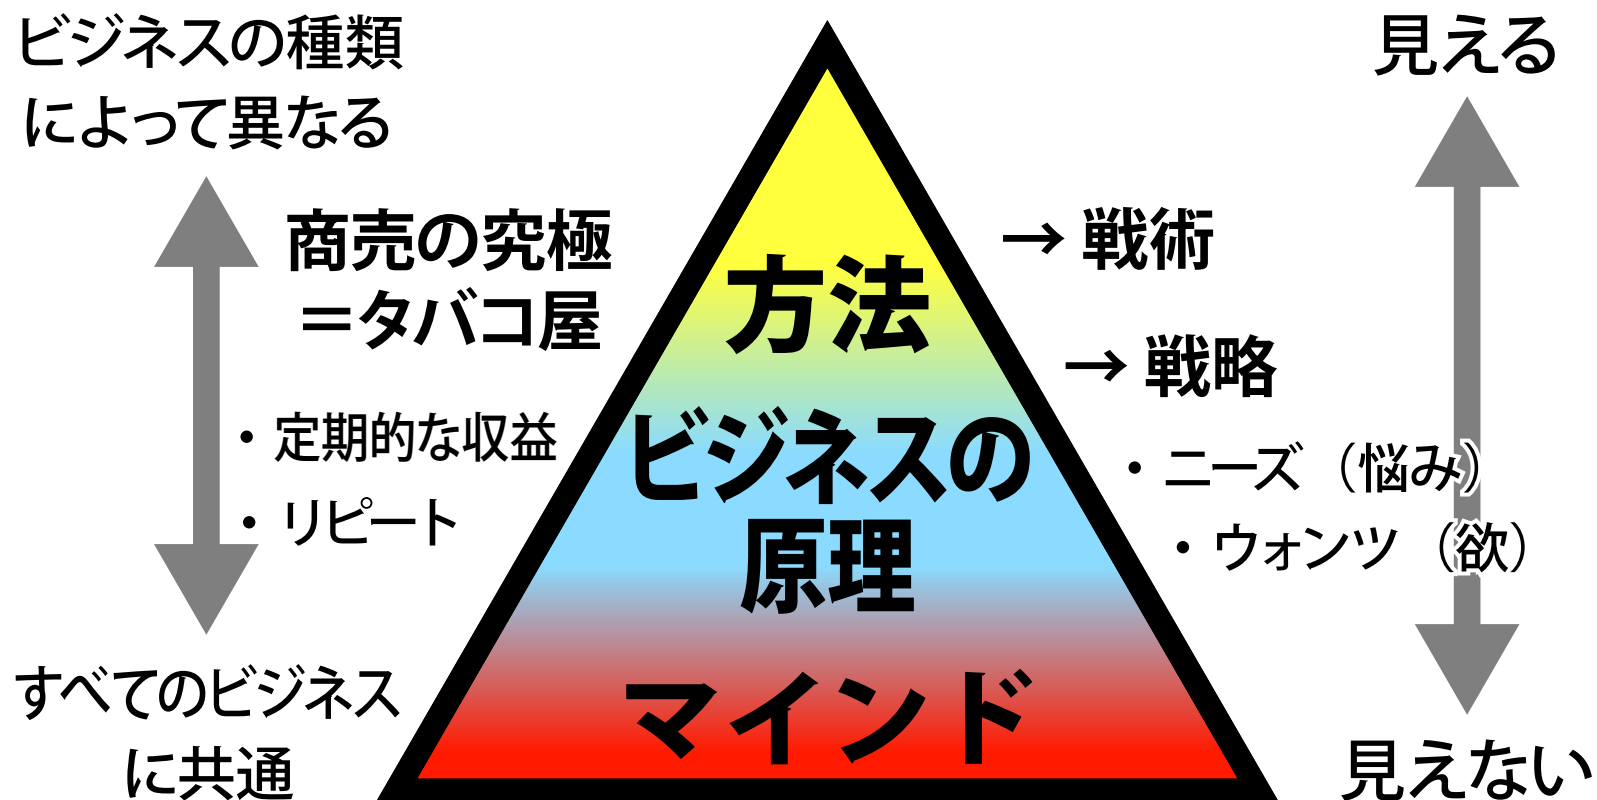 ビジネスの種類
によって異なる
商売の究極
＝タバコ屋
・定期的な収益
・リピート
すべてのビジネス
に共通
方法
ビジネスの
原理
マインド
→戦術
→戦略
・ニーズ（悩み）
・ウォンツ（欲）
見える
見えない